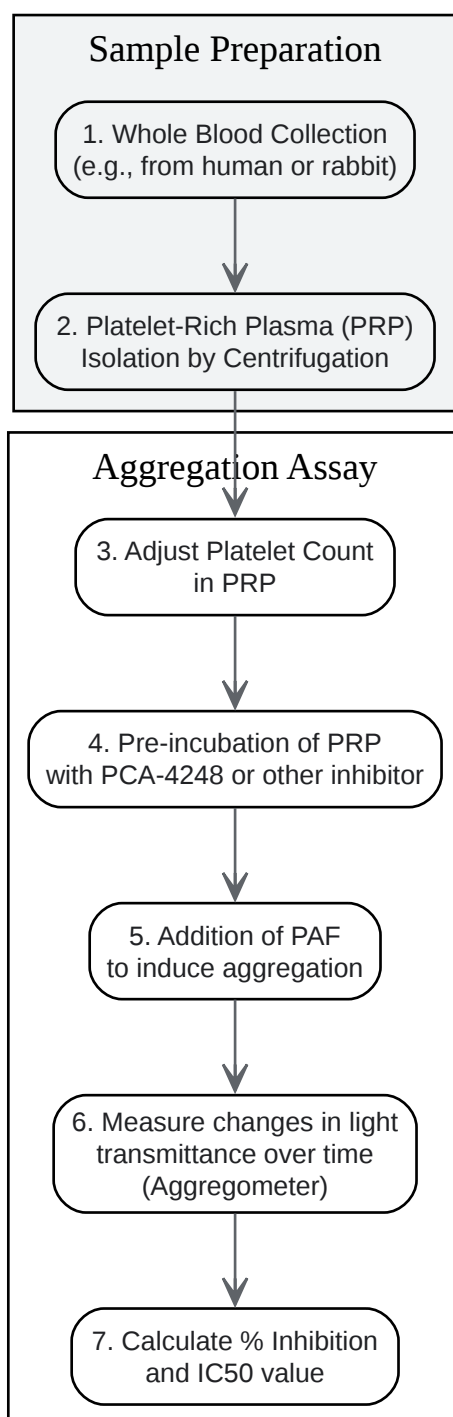 Sample Preparation
1. Whole Blood Collection
(e.g., from human or rabbit)
2. Platelet-Rich Plasma (PRP)
Isolation by Centrifugation
Aggregation Assay
3. Adjust Platelet Count
in PRP
4. Pre-incubation of PRP
with PCA-4248 or other inhibitor
5. Addition of PAF
to induce aggregation
6. Measure changes in light
transmittance over time
(Aggregometer)
7. Calculate % Inhibition
and IC50 value